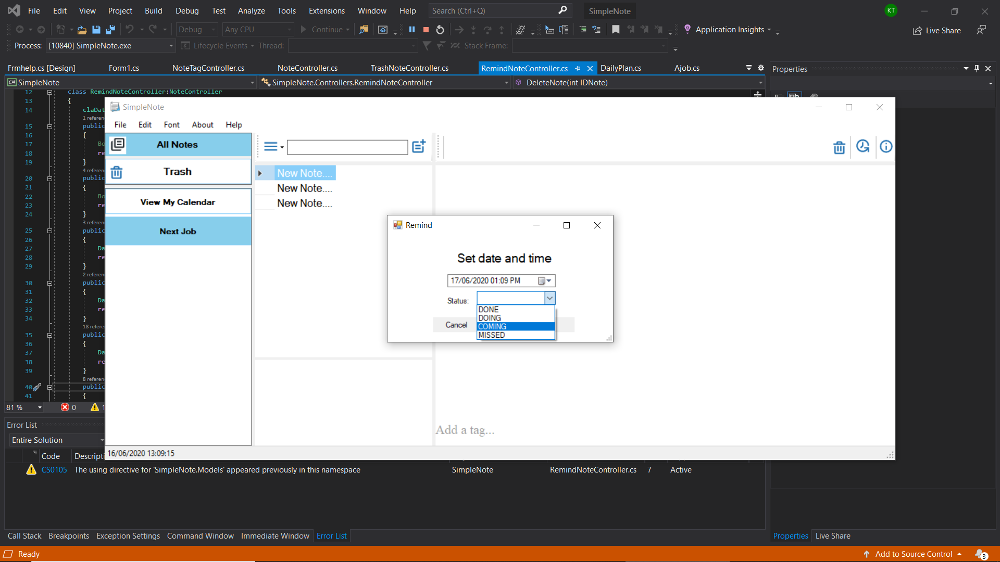 File Edit View Project Build Debug Test Analyze Tools Extensions Window Help Search (Ctrl+Q) SimpleNote KT
Debug Any CPU Continue Application Insights Live Share
Process: [10840] SimpleNote.exe Lifecycle Events Thread: Stack Frame:
Frmhelp.cs [Design] Form1.cs NoteTagController.cs NoteController.cs TrashNoteController.cs RemindNoteController.cs DailyPlan.cs Ajob.cs Properties
C# SimpleNote SimpleNote.Controllers.RemindNoteController DeleteNote(int IDNote)
12 class RemindNoteController:NoteController
13 {
14 claDat
1 referen
15 public
16 {
17 Bo
18 re
19 }
4 referen
20 public
21 {
22 Bo
23 re
24 }
3 referen
25 public
26 {
27 Da
28 re
29 }
2 referen
30 public
31 {
32 Da
33 re
34 }
18 refere
35 public
36 {
37 Da
38 re
39 }
8 referen
40 public
41 {
81 % 0 1
SimpleNote
File Edit Font About Help
All Notes
Trash
View My Calendar
Next Job
New Note....
New Note....
New Note....
Remind
Set date and time
17/06/2020 01:09 PM
Status:
DONE
DOING
COMING
MISSED
Cancel
Add a tag...
16/06/2020 13:09:15
Error List
Entire Solution
Code Descripti
CS0105 The using directive for 'SimpleNote.Models' appeared previously in this namespace SimpleNote RemindNoteController.cs 7 Active
Call Stack Breakpoints Exception Settings Command Window Immediate Window Error List Properties Live Share
Ready Add to Source Control 3